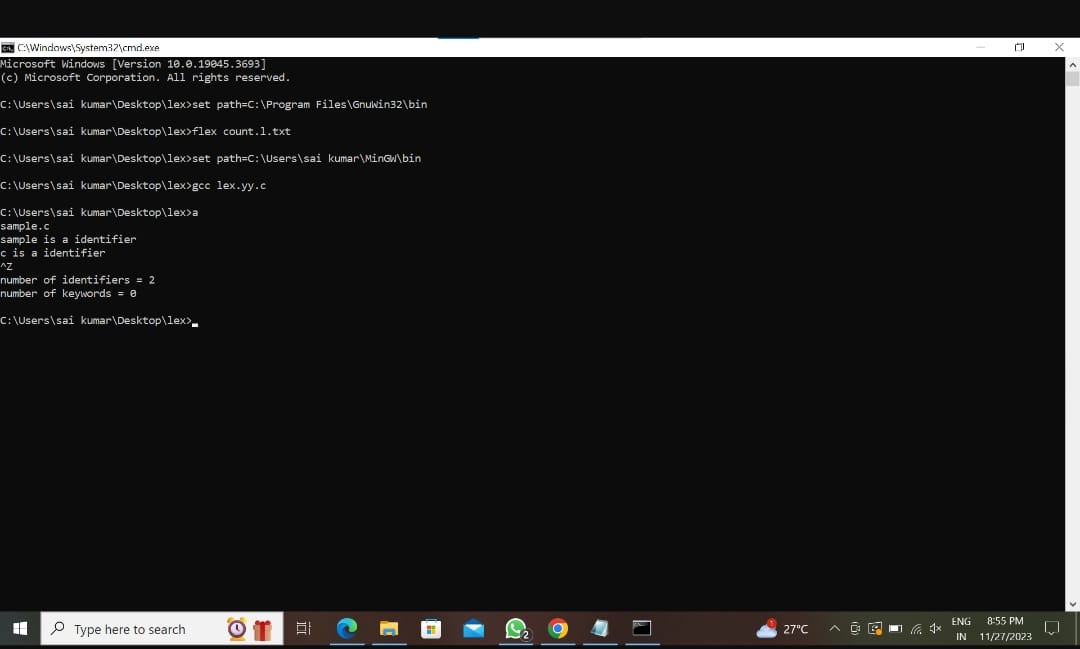 C:\Windows\System32\cmd.exe
Microsoft Windows [Version 10.0.19045.3693]
(c) Microsoft Corporation. All rights reserved.
C:\Users\sai kumar\Desktop\lex>set path=C:\Program Files\GnuWin32\bin
C:\Users\sai kumar\Desktop\lex>flex count.l.txt
C:\Users\sai kumar\Desktop\lex>set path=C:\Users\sai kumar\MinGW\bin
C:\Users\sai kumar\Desktop\lex>gcc lex.yy.c
C:\Users\sai kumar\Desktop\lex>a
sample.c
sample is a identifier
c is a identifier
^Z
number of identifiers = 2
number of keywords = 0
C:\Users\sai kumar\Desktop\lex>
Type here to search
2
27°C
ENG
IN
8:55 PM
11/27/2023